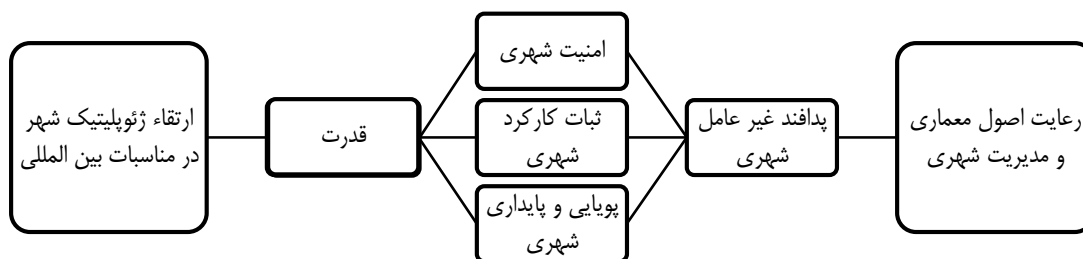 رعایت اصول معماری
و مدیریت شهری
پدافند غیر عامل
شهری
امنیت شهری
ثبات کارکرد
شهری
پویایی و پایداری
شهری
قدرت
ارتقاء ژئوپلیتیک شهر
در مناسبات بین المللی